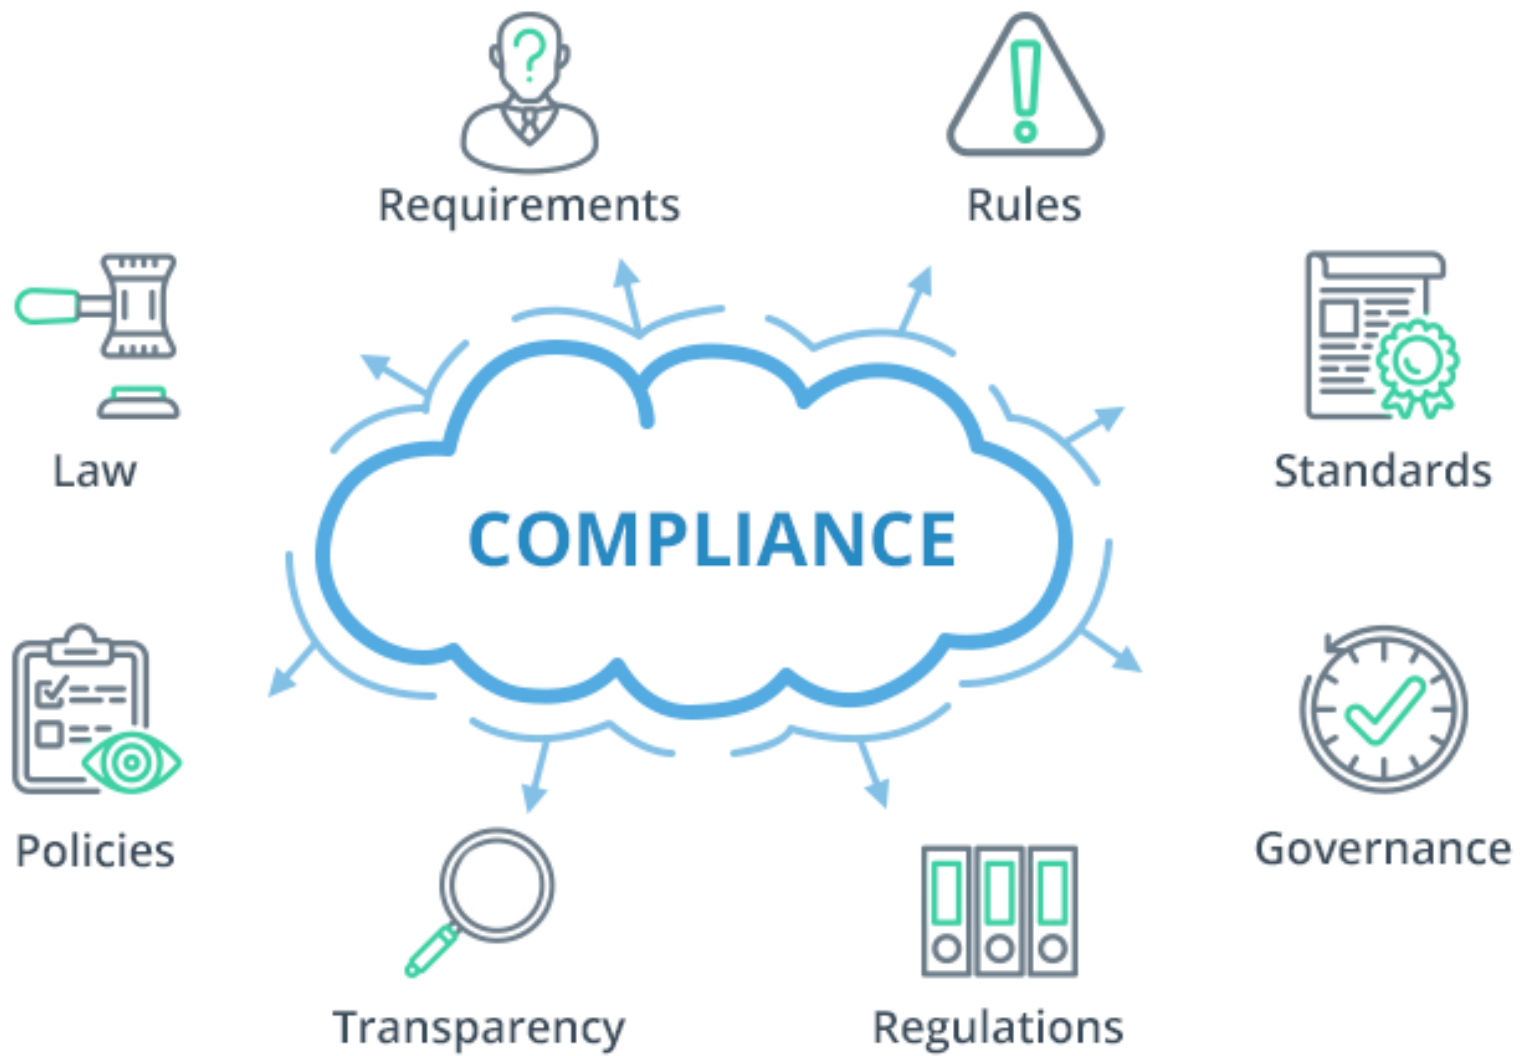 Requirements
Rules
Law
Standards
COMPLIANCE
Policies
Governance
Transparency
Regulations